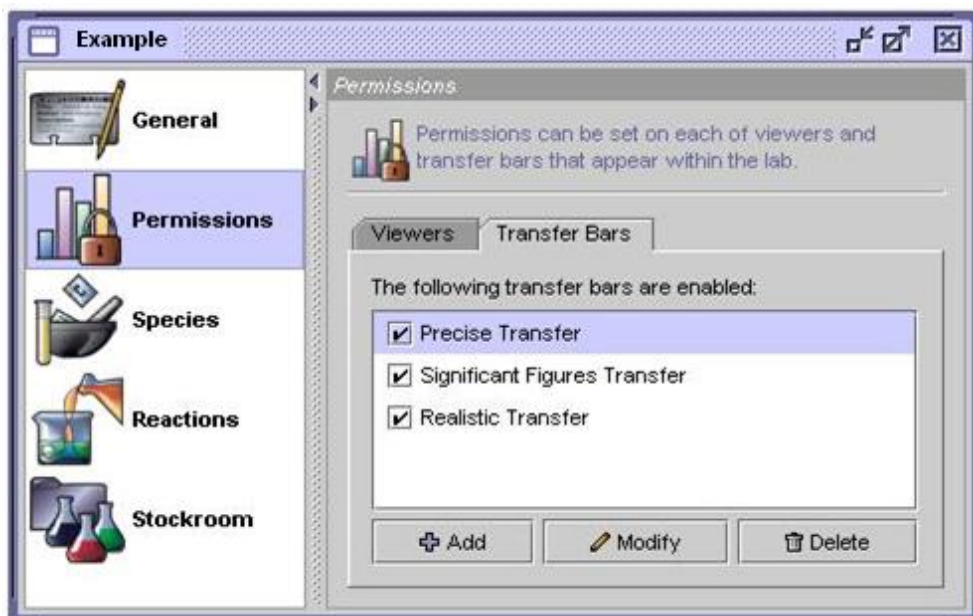 Example
General
Permissions
Species
Reactions
Stockroom
Permissions
Permissions can be set on each of viewers and
transfer bars that appear within the lab.
Viewers
Transfer Bars
The following transfer bars are enabled:
Precise Transfer
Significant Figures Transfer
Realistic Transfer
Add
Modify
Delete